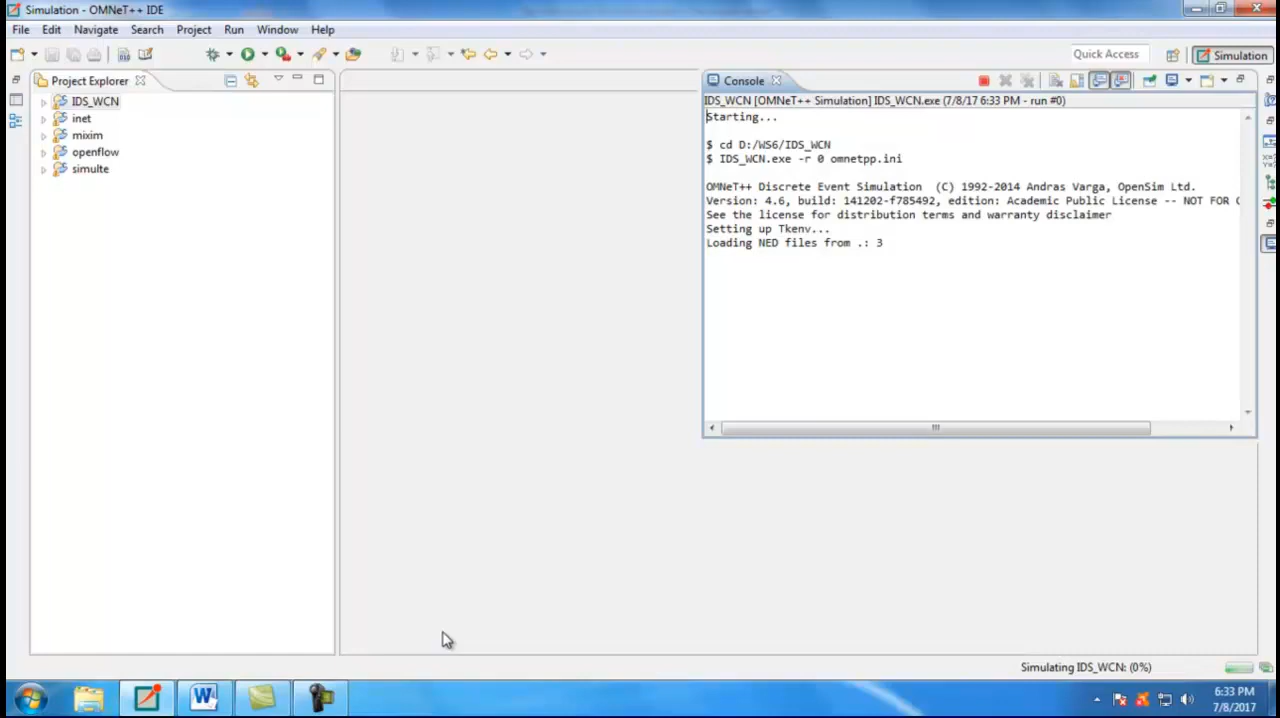 Simulation - OMNeT++ IDE
File Edit Navigate Search Project Run Window Help
Quick Access
Simulation
Project Explorer
IDS_WCN
inet
mixim
openflow
simulte
Console
IDS_WCN [OMNeT++ Simulation] IDS_WCN.exe (7/8/17 6:33 PM - run #0)
Starting...
$ cd D:/WS6/IDS_WCN
$ IDS_WCN.exe -r 0 omnetpp.ini
OMNeT++ Discrete Event Simulation (C) 1992-2014 Andras Varga, OpenSim Ltd.
Version: 4.6, build: 141202-f785492, edition: Academic Public License -- NOT FOR C
See the license for distribution terms and warranty disclaimer
Setting up Tkenv...
Loading NED files from .: 3
Simulating IDS_WCN: (0%)
6:33 PM
7/8/2017